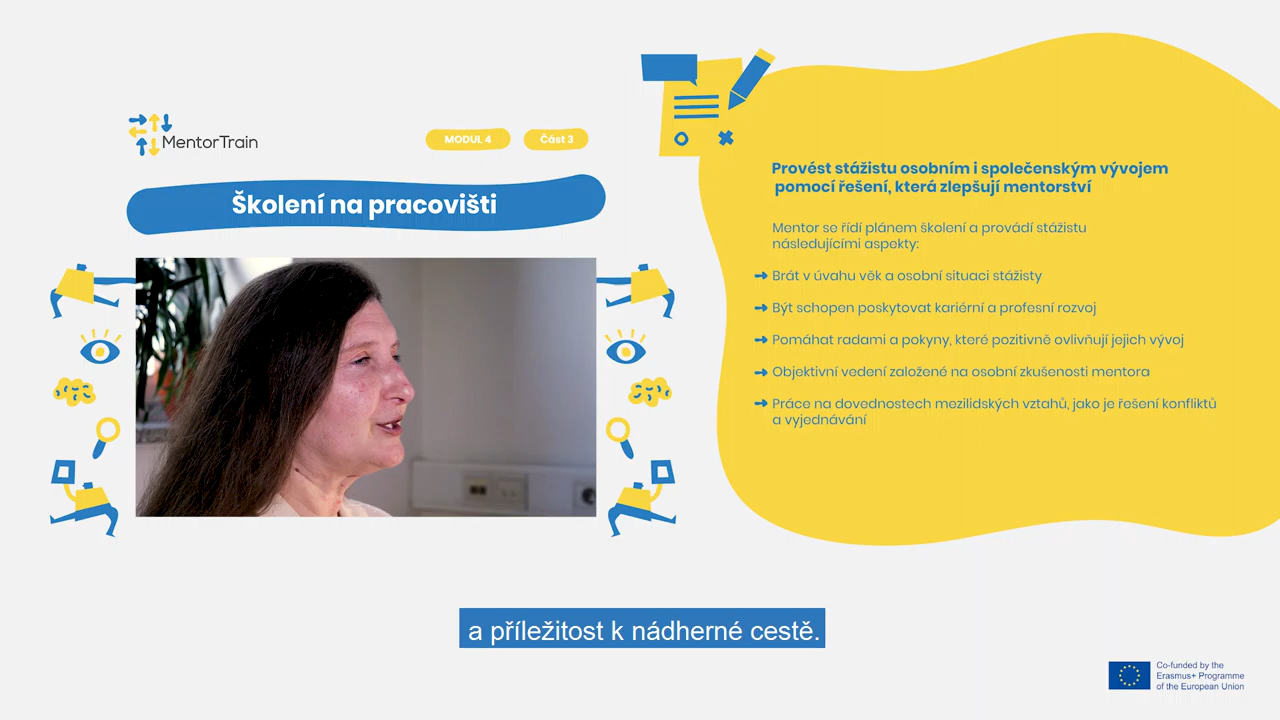 MentorTrain
MODUL 4
Část 3
Školení na pracovišti
Provést stážistu osobním i společenským vývojem
pomocí řešení, která zlepšují mentorství
Mentor se řídí plánem školení a provádí stážistu
následujícími aspekty:
Brát v úvahu věk a osobní situaci stážisty
Být schopen poskytovat kariérní a profesní rozvoj
Pomáhat radami a pokyny, které pozitivně ovlivňují jejich vývoj
Objektivní vedení založené na osobní zkušenosti mentora
Práce na dovednostech mezilidských vztahů, jako je řešení konfliktů
a vyjednávání
a příležitost k nádherné cestě.
Co-funded by the
Erasmus+ Programme
of the European Union